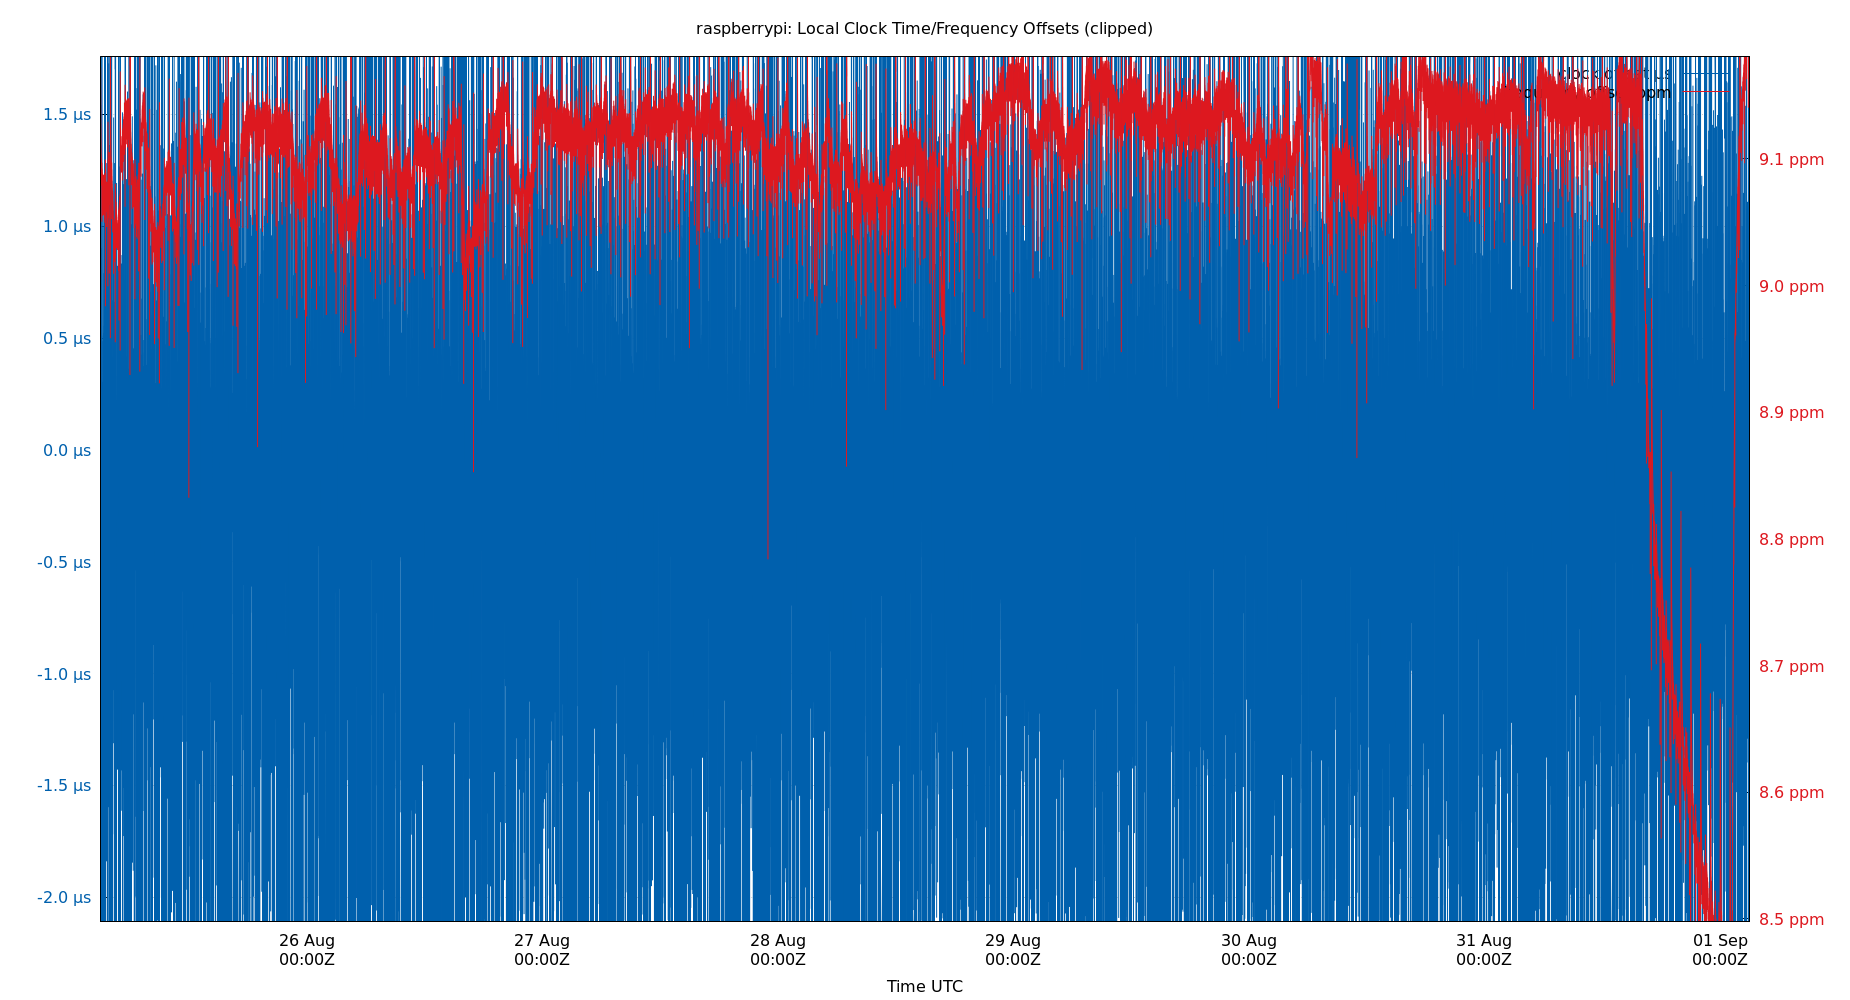 raspberrypi: Local Clock Time/Frequency Offsets (clipped)
1.5 µs
1.0 µs
0.5 µs
0.0 µs
-0.5 µs
-1.0 µs
-1.5 µs
-2.0 µs
9.1 ppm
9.0 ppm
8.9 ppm
8.8 ppm
8.7 ppm
8.6 ppm
8.5 ppm
26 Aug
00:00Z
27 Aug
00:00Z
28 Aug
00:00Z
29 Aug
00:00Z
30 Aug
00:00Z
31 Aug
00:00Z
01 Sep
00:00Z
Time UTC